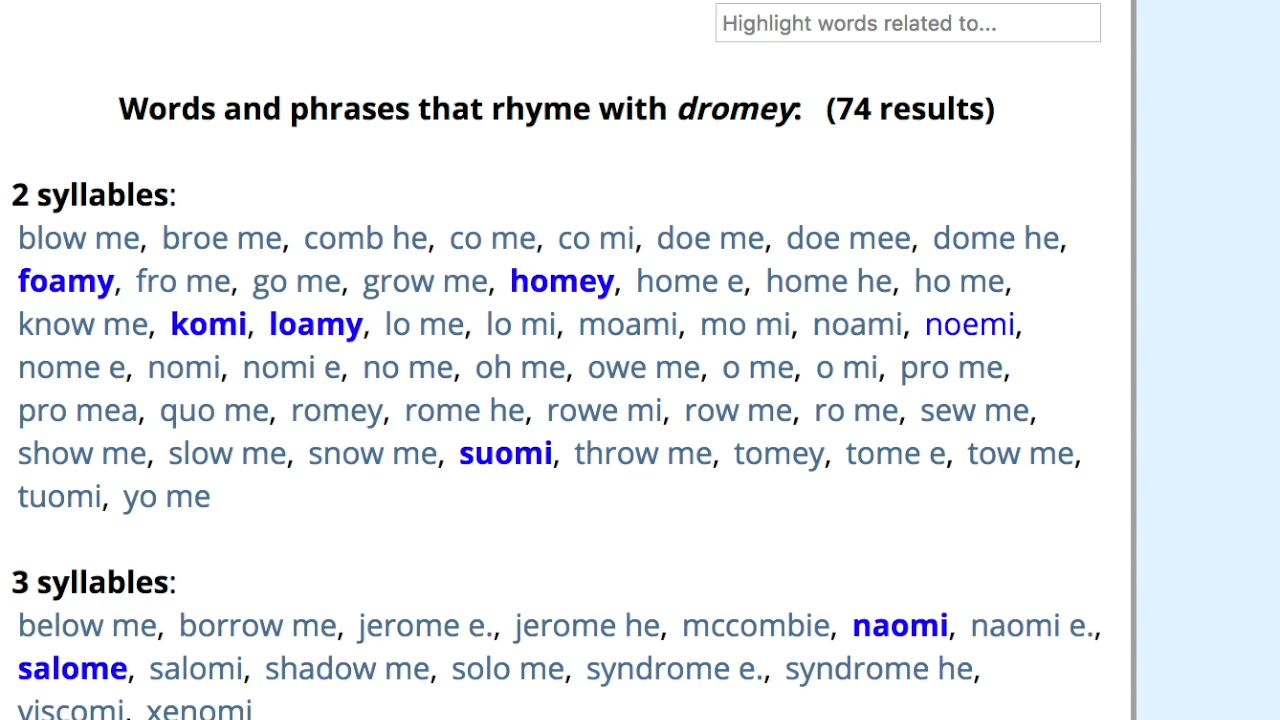 Highlight words related to...
Words and phrases that rhyme with dromey: (74 results)
2 syllables:
blow me, broe me, comb he, co me, co mi, doe me, doe mee, dome he,
foamy, fro me, go me, grow me, homey, home e, home he, ho me,
know me, komi, loamy, lo me, lo mi, moami, mo mi, noami, noemi,
nome e, nomi, nomi e, no me, oh me, owe me, o me, o mi, pro me,
pro mea, quo me, romey, rome he, rowe mi, row me, ro me, sew me,
show me, slow me, snow me, suomi, throw me, tomey, tome e, tow me,
tuomi, yo me
3 syllables:
below me, borrow me, jerome e., jerome he, mccombie, naomi, naomi e.,
salome, salomi, shadow me, solo me, syndrome e., syndrome he,
viscomi, xenomi